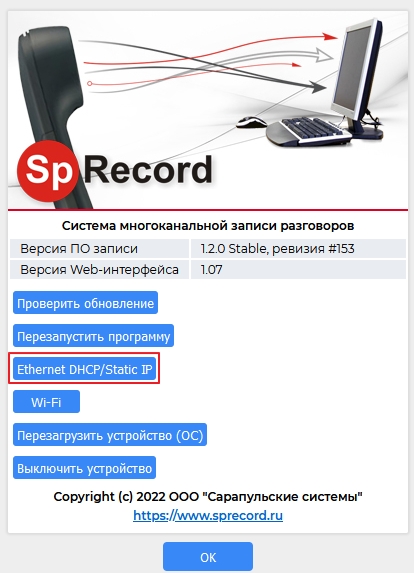 SpRecord
Система многоканальной записи разговоров
Версия ПО записи 1.2.0 Stable, ревизия #153
Версия Web-интерфейса 1.07
Проверить обновление
Перезапустить программу
Ethernet DHCP/Static IP
Wi-Fi
Перезагрузить устройство (ОС)
Выключить устройство
Copyright (c) 2022 ООО "Сарапульские системы"
https://www.sprecord.ru
ОК